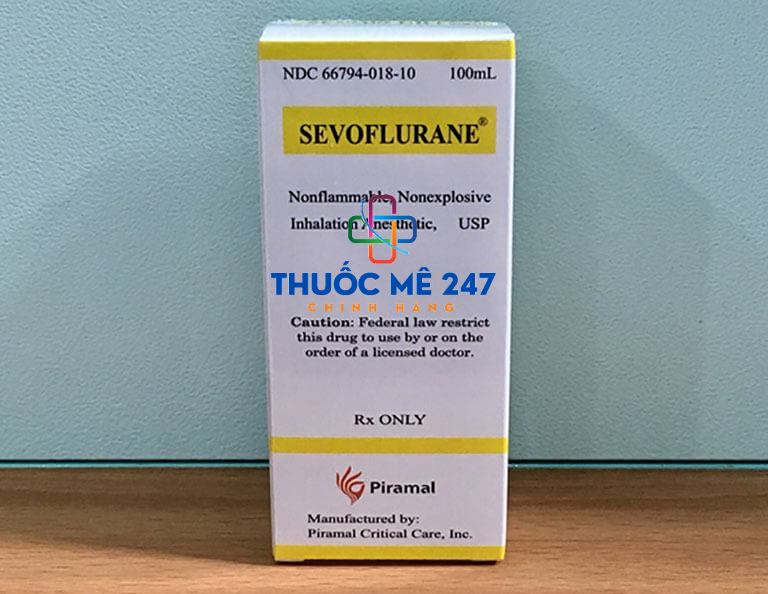 NDC 66794-018-10 100mL
SEVOFLURANE®
Nonflammable, Nonexplosive
Inhalation Anesthetic, USP
THUỐC MÊ 247
CHÍNH HÃNG
Caution: Federal law restrict
this drug to use by or on the
order of a licensed doctor.
Rx ONLY
Piramal
Manufactured by:
Piramal Critical Care, Inc.